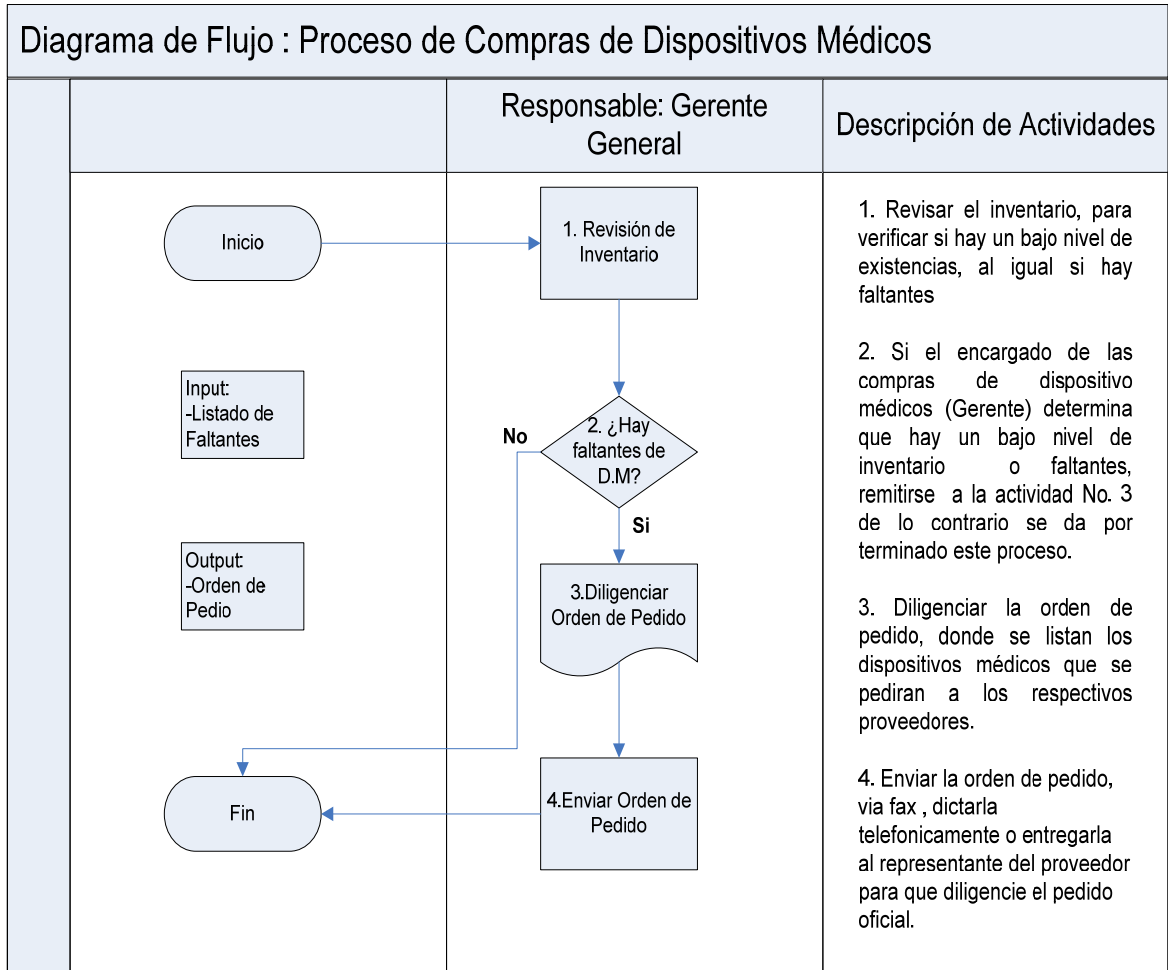 Diagrama de Flujo : Proceso de Compras de Dispositivos Médicos
Responsable: Gerente
General
Descripción de Actividades
Inicio
1. Revisión de
Inventario
Input:
-Listado de
Faltantes
No
2. ¿Hay
faltantes de
D.M?
Si
Output:
-Orden de
Pedio
3.Diligenciar
Orden de Pedido
Fin
4.Enviar Orden de
Pedido
1. Revisar el inventario, para
verificar si hay un bajo nivel de
existencias, al igual si hay
faltantes
2. Si el encargado de las
compras de dispositivo
médicos (Gerente) determina
que hay un bajo nivel de
inventario o faltantes,
remitirse a la actividad No. 3
de lo contrario se da por
terminado este proceso.
3. Diligenciar la orden de
pedido, donde se listan los
dispositivos médicos que se
pediran a los respectivos
proveedores.
4. Enviar la orden de pedido,
via fax , dictarla
telefonicamente o entregarla
al representante del proveedor
para que diligencie el pedido
oficial.